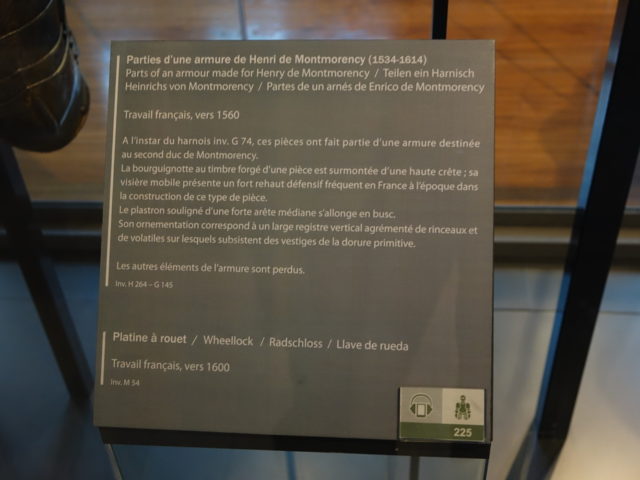 Parties d'une armure de Henri de Montmorency (1534-1614)
Parts of an armour made for Henry de Montmorency / Teilen ein Harnisch
Heinrichs von Montmorency / Partes de un arnés de Enrico de Montmorency
Travail français, vers 1560
A l'instar du harnois inv. G 74, ces pièces ont fait partie d'une armure destinée
au second duc de Montmorency.
La bourguignotte au timbre forgé d'une pièce est surmontée d'une haute crête ; sa
visière mobile présente un fort rehaut défensif fréquent en France à l'époque dans
la construction de ce type de pièce.
Le plastron souligné d'une forte arête médiane s'allonge en busc.
Son ornementation correspond à un large registre vertical agrémenté de rinceaux et
de volatiles sur lesquels subsistent des vestiges de la dorure primitive.
Les autres éléments de l'armure sont perdus.
Inv. H 264 – G 145
Platine à rouet / Wheellock / Radschloss / Llave de rueda
Travail français, vers 1600
Inv. M 54
225